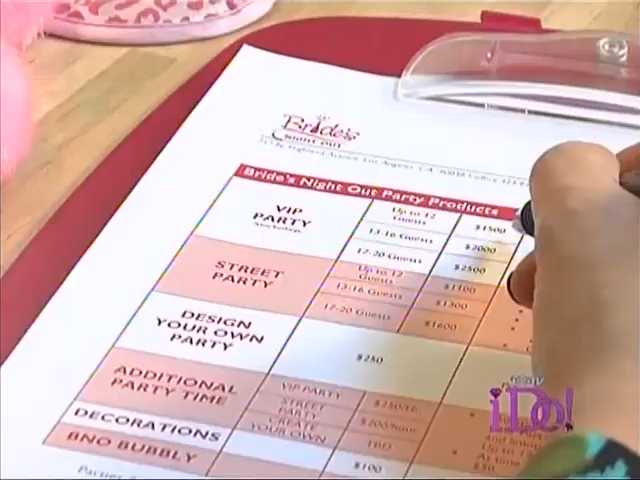 Bride's
NIGHT OUT
Bride's Night Out Party Products
VIP
PARTY
Up to 12
Guests
$1500
13-16 Guests
$2000
17-20 Guests
$2500
STREET
PARTY
Up to 12
Guests
$1100
13-16 Guests
$1300
17-20 Guests
$1600
DESIGN
YOUR OWN
PARTY
$250
ADDITIONAL
PARTY TIME
VIP PARTY
STREET
PARTY
$200/hour
CREATE
YOUR OWN
TBD
DECORATIONS
BNO BUBBLY
$100
Parties
iDo!